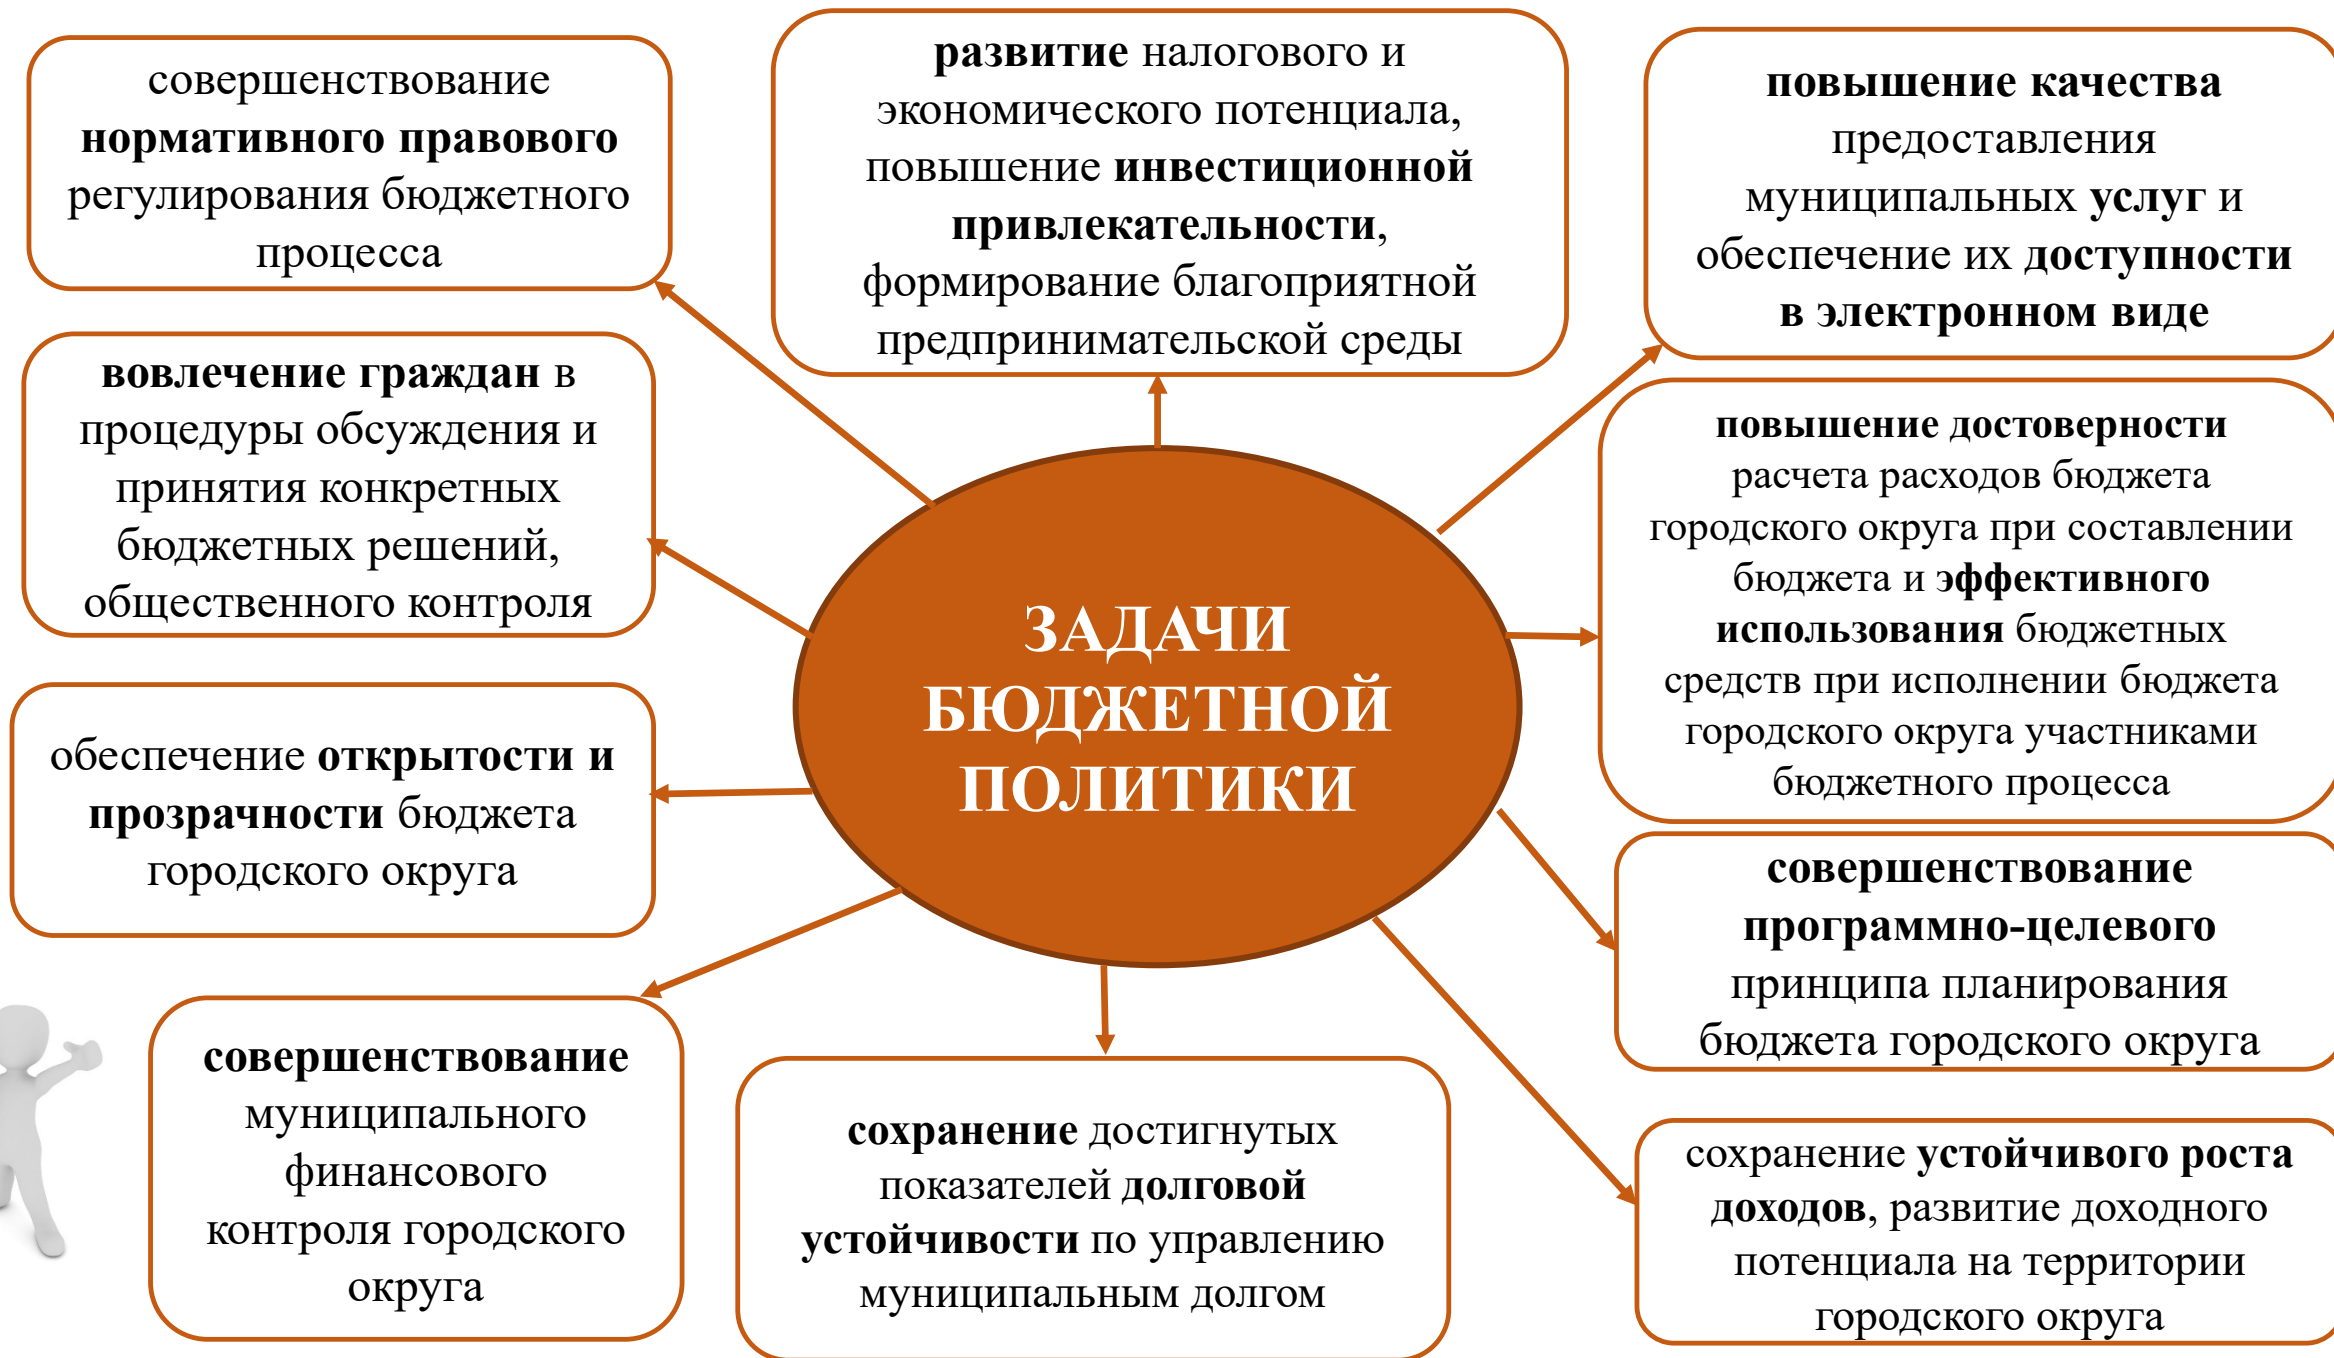 совершенствование
нормативного правового
регулирования бюджетного
процесса
развитие налогового и
экономического потенциала,
повышение инвестиционной
привлекательности,
формирование благоприятной
предпринимательской среды
повышение качества
предоставления
муниципальных услуг и
обеспечение их доступности
в электронном виде
вовлечение граждан в
процедуры обсуждения и
принятия конкретных
бюджетных решений,
общественного контроля
повышение достоверности
расчета расходов бюджета
городского округа при составлении
бюджета и эффективного
использования бюджетных
средств при исполнении бюджета
городского округа участниками
бюджетного процесса
ЗАДАЧИ
БЮДЖЕТНОЙ
ПОЛИТИКИ
обеспечение открытости и
прозрачности бюджета
городского округа
совершенствование
программно-целевого
принципа планирования
бюджета городского округа
совершенствование
муниципального
финансового
контроля городского
округа
сохранение достигнутых
показателей долговой
устойчивости по управлению
муниципальным долгом
сохранение устойчивого роста
доходов, развитие доходного
потенциала на территории
городского округа